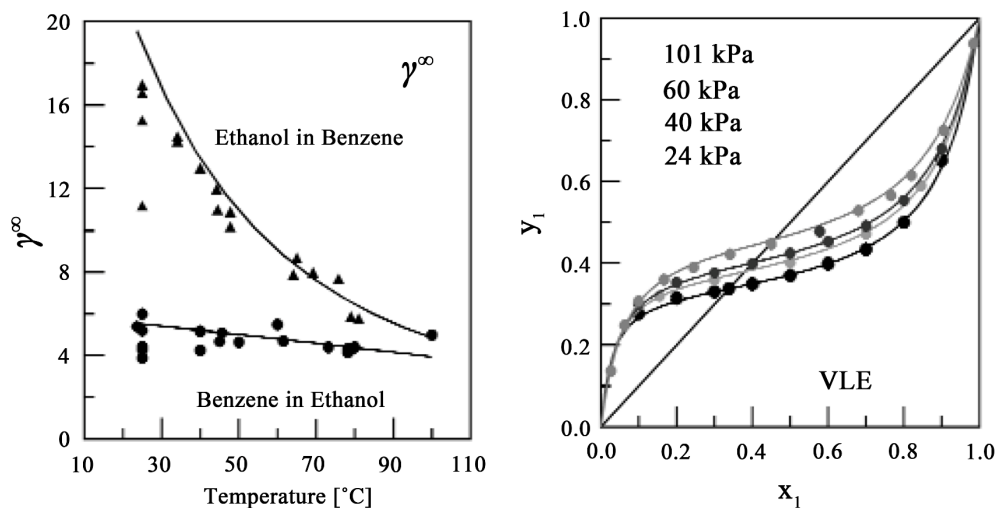 20
16
12
8
4
0
γ∞
γ∞
Ethanol in Benzene
Benzene in Ethanol
10
30
50
70
90
110
Temperature [˚C]
1.0
0.8
0.6
0.4
0.2
0.0
y1
101 kPa
60 kPa
40 kPa
24 kPa
VLE
0.0
0.2
0.4
0.6
0.8
1.0
x1